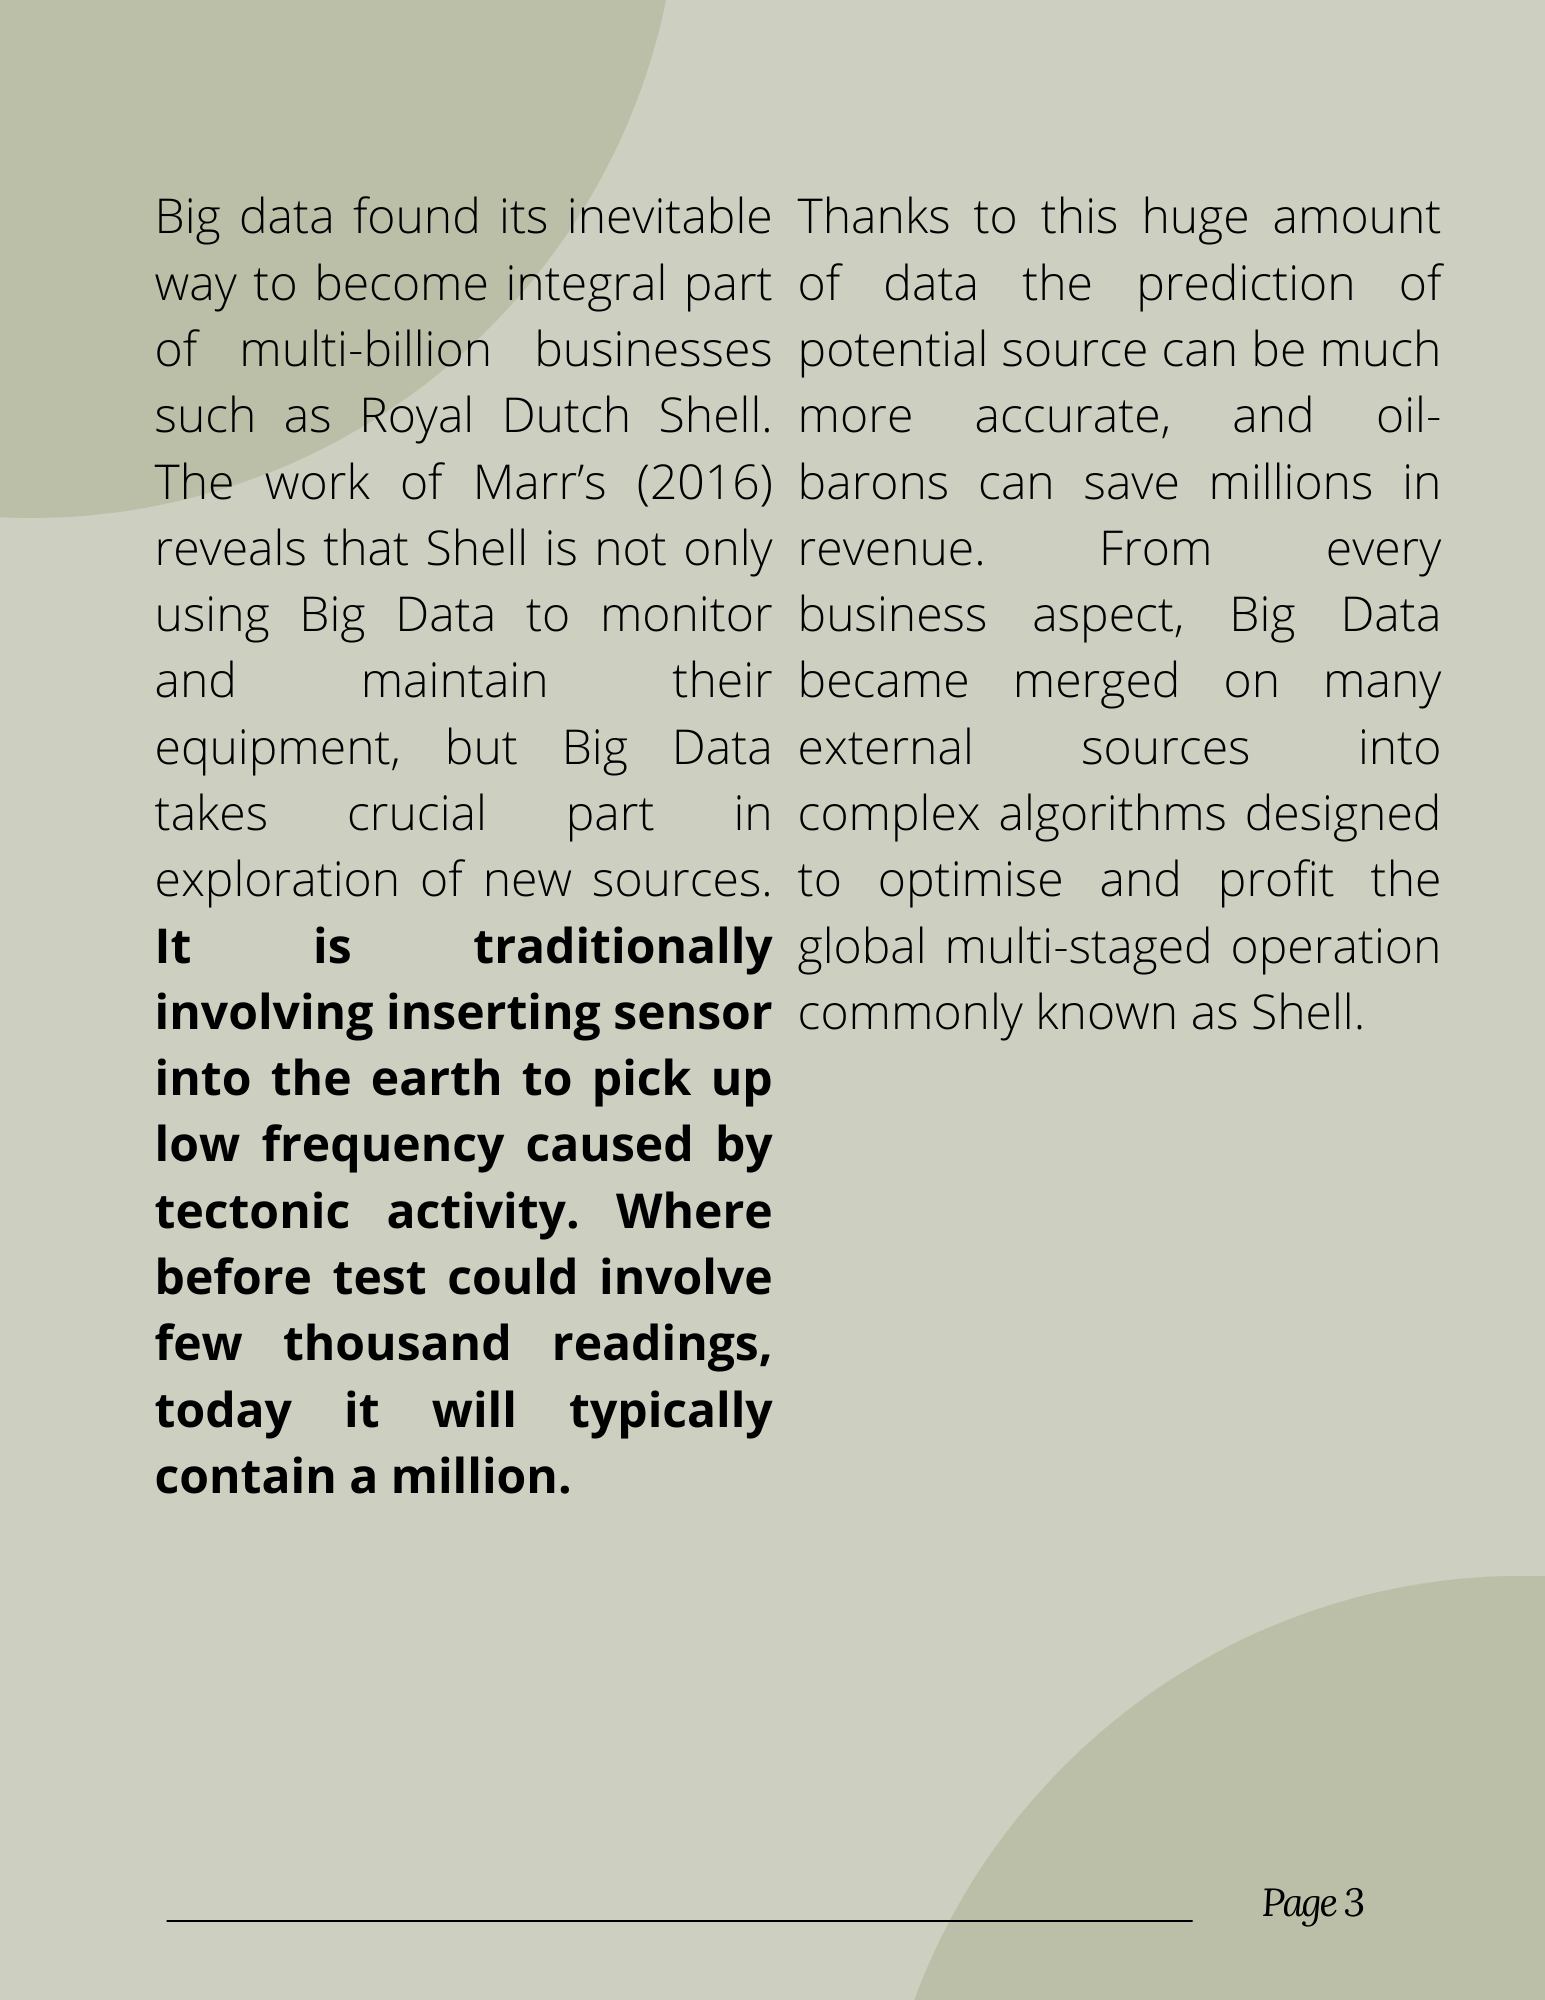 Big data found its inevitable
way to become integral part
of multi-billion businesses
such as Royal Dutch Shell.
The work of Marr’s (2016)
reveals that Shell is not only
using Big Data to monitor
and maintain their
equipment, but Big Data
takes crucial part in
exploration of new sources.
It is traditionally
involving inserting sensor
into the earth to pick up
low frequency caused by
tectonic activity. Where
before test could involve
few thousand readings,
today it will typically
contain a million.
Thanks to this huge amount
of data the prediction of
potential source can be much
more accurate, and oil-
barons can save millions in
revenue. From every
business aspect, Big Data
became merged on many
external sources into
complex algorithms designed
to optimise and profit the
global multi-staged operation
commonly known as Shell.
Page 3